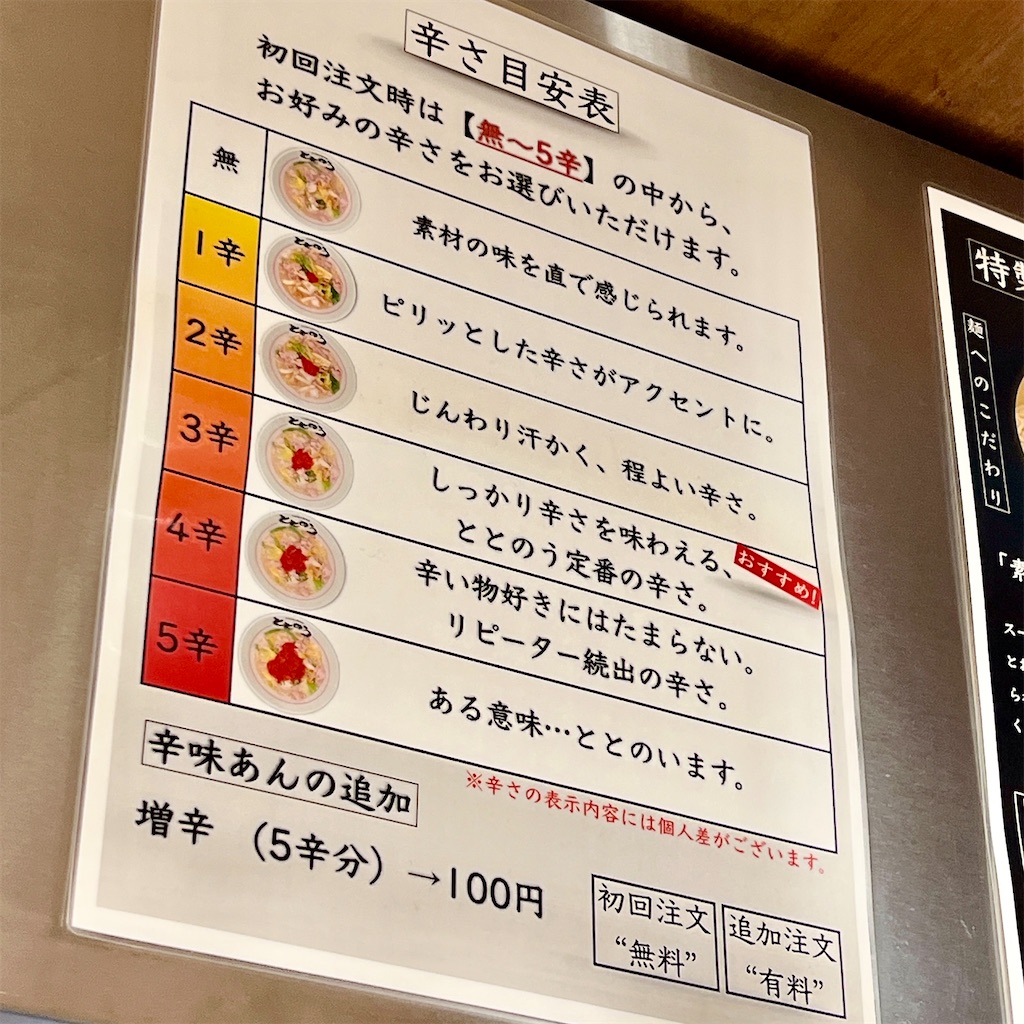 辛さ目安表
初回注文時は【無～5辛】の中から、
お好みの辛さをお選びいただけます。
無
素材の味を直で感じられます。
1辛
ピリッとした辛さがアクセントに。
2辛
じんわり汗かく、程よい辛さ。
3辛
しっかり辛さを味わえる、
ととのう定番の辛さ。
おすすめ!
4辛
辛い物好きにはたまらない。
リピーター続出の辛さ。
5辛
ある意味…ととのいます。
※辛さの表示内容には個人差がございます。
辛味あんの追加
増辛 （5辛分）→100円
初回注文
“無料”
追加注文
“有料”
特製
麺へのこだわり